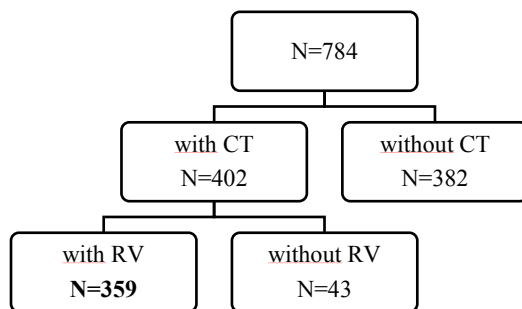 N=784
with CT
N=402
without CT
N=382
with RV
N=359
without RV
N=43